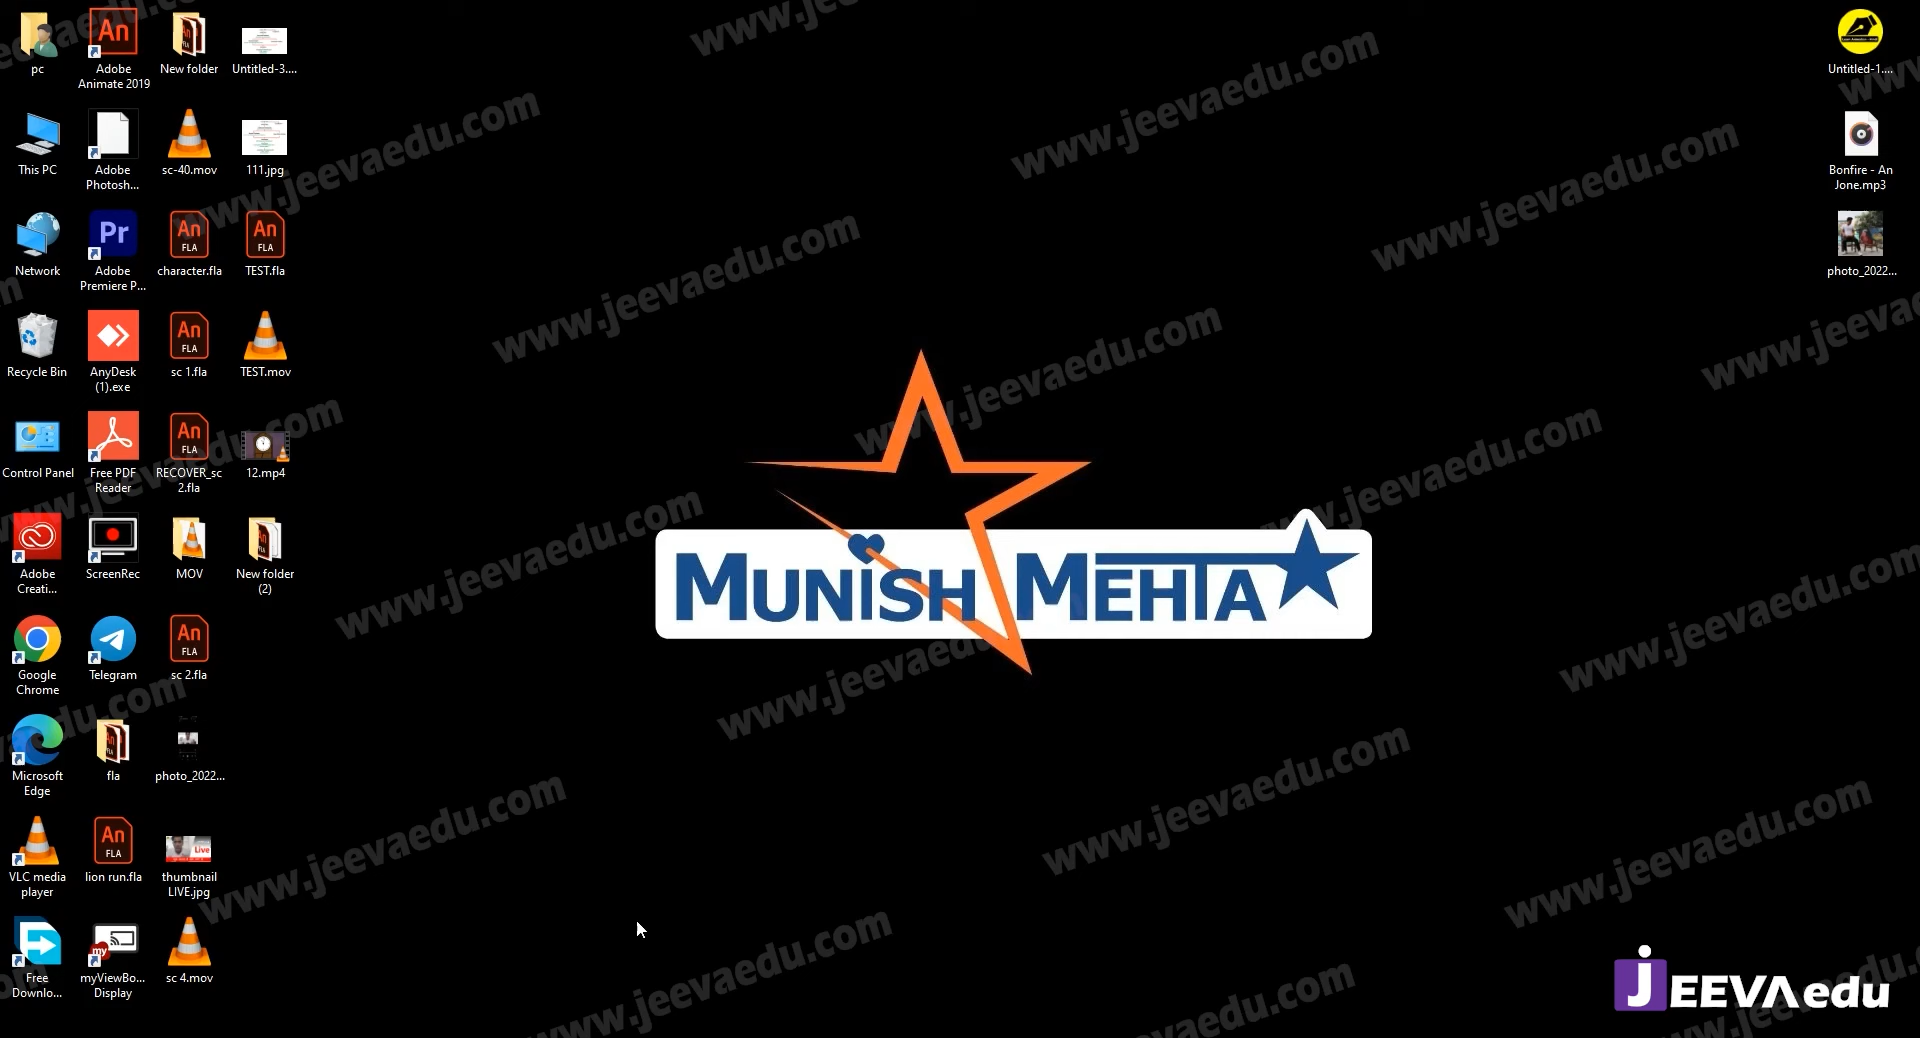 pc
Adobe
Animate 2019
New folder
Untitled-3....
Untitled-1....
This PC
Adobe
Photosh...
sc-40.mov
111.jpg
Bonfire - An
Jone.mp3
Network
Adobe
Premiere P...
character.fla
TEST.fla
photo_2022...
Recycle Bin
AnyDesk
(1).exe
sc 1.fla
TEST.mov
Control Panel
Free PDF
Reader
RECOVER_sc
2.fla
12.mp4
Adobe
Creati...
ScreenRec
MOV
New folder
(2)
MUNiSH MEHTA
Google
Chrome
Telegram
sc 2.fla
Microsoft
Edge
fla
photo_2022...
VLC media
player
lion run.fla
thumbnail
LIVE.jpg
Free
Downlo...
myViewBo...
Display
sc 4.mov
JEEVA edu
www.jeevaedu.com